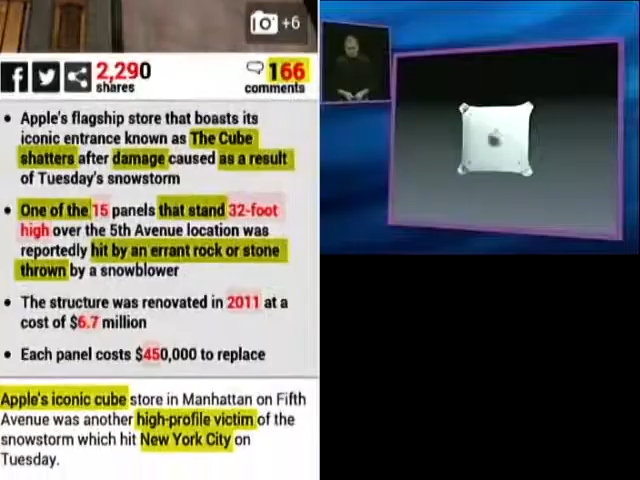 +6
2,290
shares
166
comments
• Apple's flagship store that boasts its
iconic entrance known as The Cube
shatters after damage caused as a result
of Tuesday's snowstorm
• One of the 15 panels that stand 32-foot
high over the 5th Avenue location was
reportedly hit by an errant rock or stone
thrown by a snowblower
• The structure was renovated in 2011 at a
cost of $6.7 million
• Each panel costs $450,000 to replace
Apple's iconic cube store in Manhattan on Fifth
Avenue was another high-profile victim of the
snowstorm which hit New York City on
Tuesday.